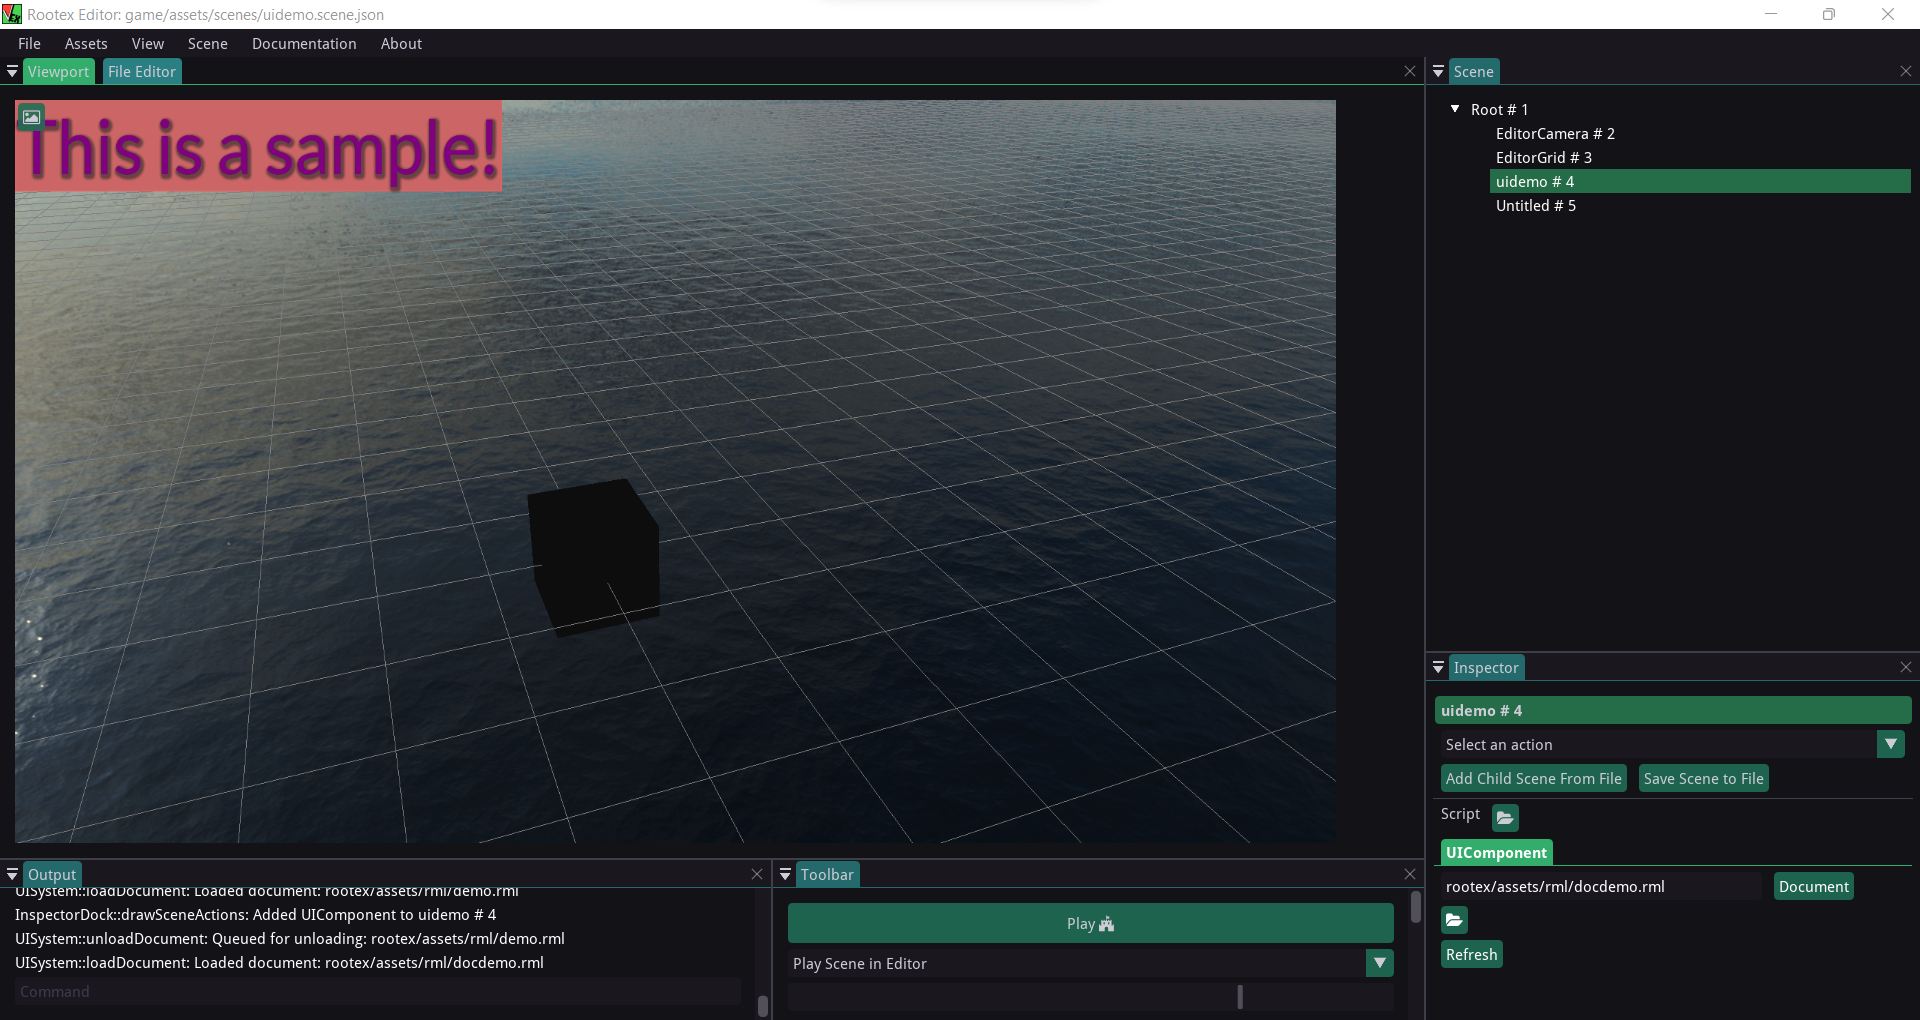 Rootex Editor: game/assets/scenes/uidemo.scene.json
File Assets View Scene Documentation About
Viewport File Editor
This is a sample!
Scene
Root # 1
EditorCamera # 2
EditorGrid # 3
uidemo # 4
Untitled # 5
Inspector
uidemo # 4
Select an action
Add Child Scene From File Save Scene to File
Script
UIComponent
rootex/assets/rml/docdemo.rml Document
Refresh
Output
UISystem::loadDocument: Loaded document: rootex/assets/rml/demo.rml
InspectorDock::drawSceneActions: Added UIComponent to uidemo # 4
UISystem::unloadDocument: Queued for unloading: rootex/assets/rml/demo.rml
UISystem::loadDocument: Loaded document: rootex/assets/rml/docdemo.rml
Command
Toolbar
Play
Play Scene in Editor